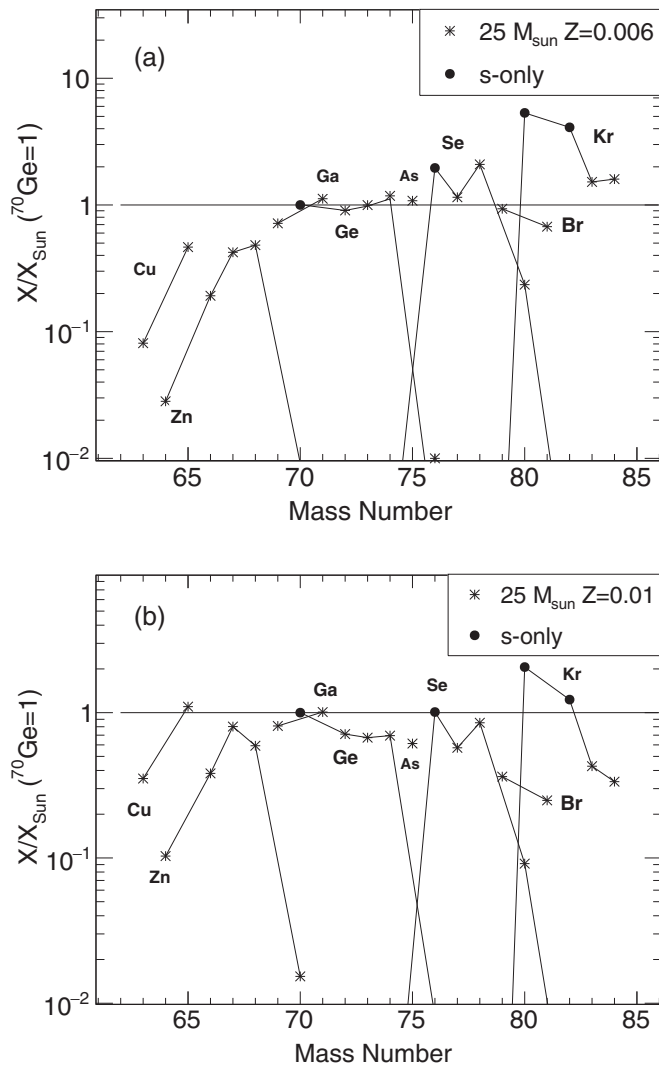 (a)
25 M_sun Z=0.006
s-only
10
1
10⁻¹
10⁻²
X/X_Sun (⁷⁰Ge=1)
Cu
Zn
Ga
Ge
As
Se
Br
Kr
65 70 75 80 85
Mass Number
(b)
25 M_sun Z=0.01
s-only
1
10⁻¹
10⁻²
X/X_Sun (⁷⁰Ge=1)
Cu
Zn
Ga
Ge
As
Se
Br
Kr
65 70 75 80 85
Mass Number